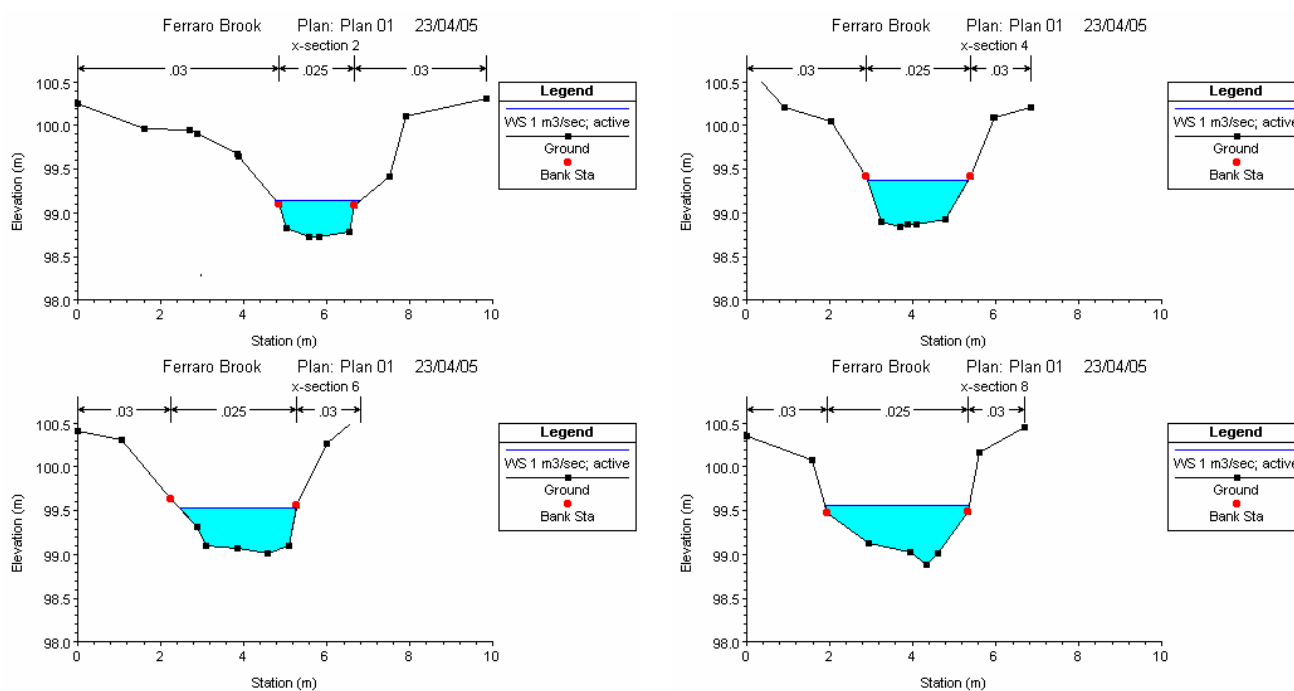 Ferraro Brook Plan: Plan 01 23/04/05
x-section 2
.03 .025 .03
100.5
100.0
99.5
99.0
98.5
98.0
Elevation (m)
0 2 4 6 8 10
Station (m)
Legend
WS 1 m3/sec; active
Ground
Bank Sta
Ferraro Brook Plan: Plan 01 23/04/05
x-section 4
.03 .025 .03
100.5
100.0
99.5
99.0
98.5
98.0
Elevation (m)
0 2 4 6 8 10
Station (m)
Legend
WS 1 m3/sec; active
Ground
Bank Sta
Ferraro Brook Plan: Plan 01 23/04/05
x-section 6
.03 .025 .03
100.5
100.0
99.5
99.0
98.5
98.0
Elevation (m)
0 2 4 6 8 10
Station (m)
Legend
WS 1 m3/sec; active
Ground
Bank Sta
Ferraro Brook Plan: Plan 01 23/04/05
x-section 8
.03 .025 .03
100.5
100.0
99.5
99.0
98.5
98.0
Elevation (m)
0 2 4 6 8 10
Station (m)
Legend
WS 1 m3/sec; active
Ground
Bank Sta